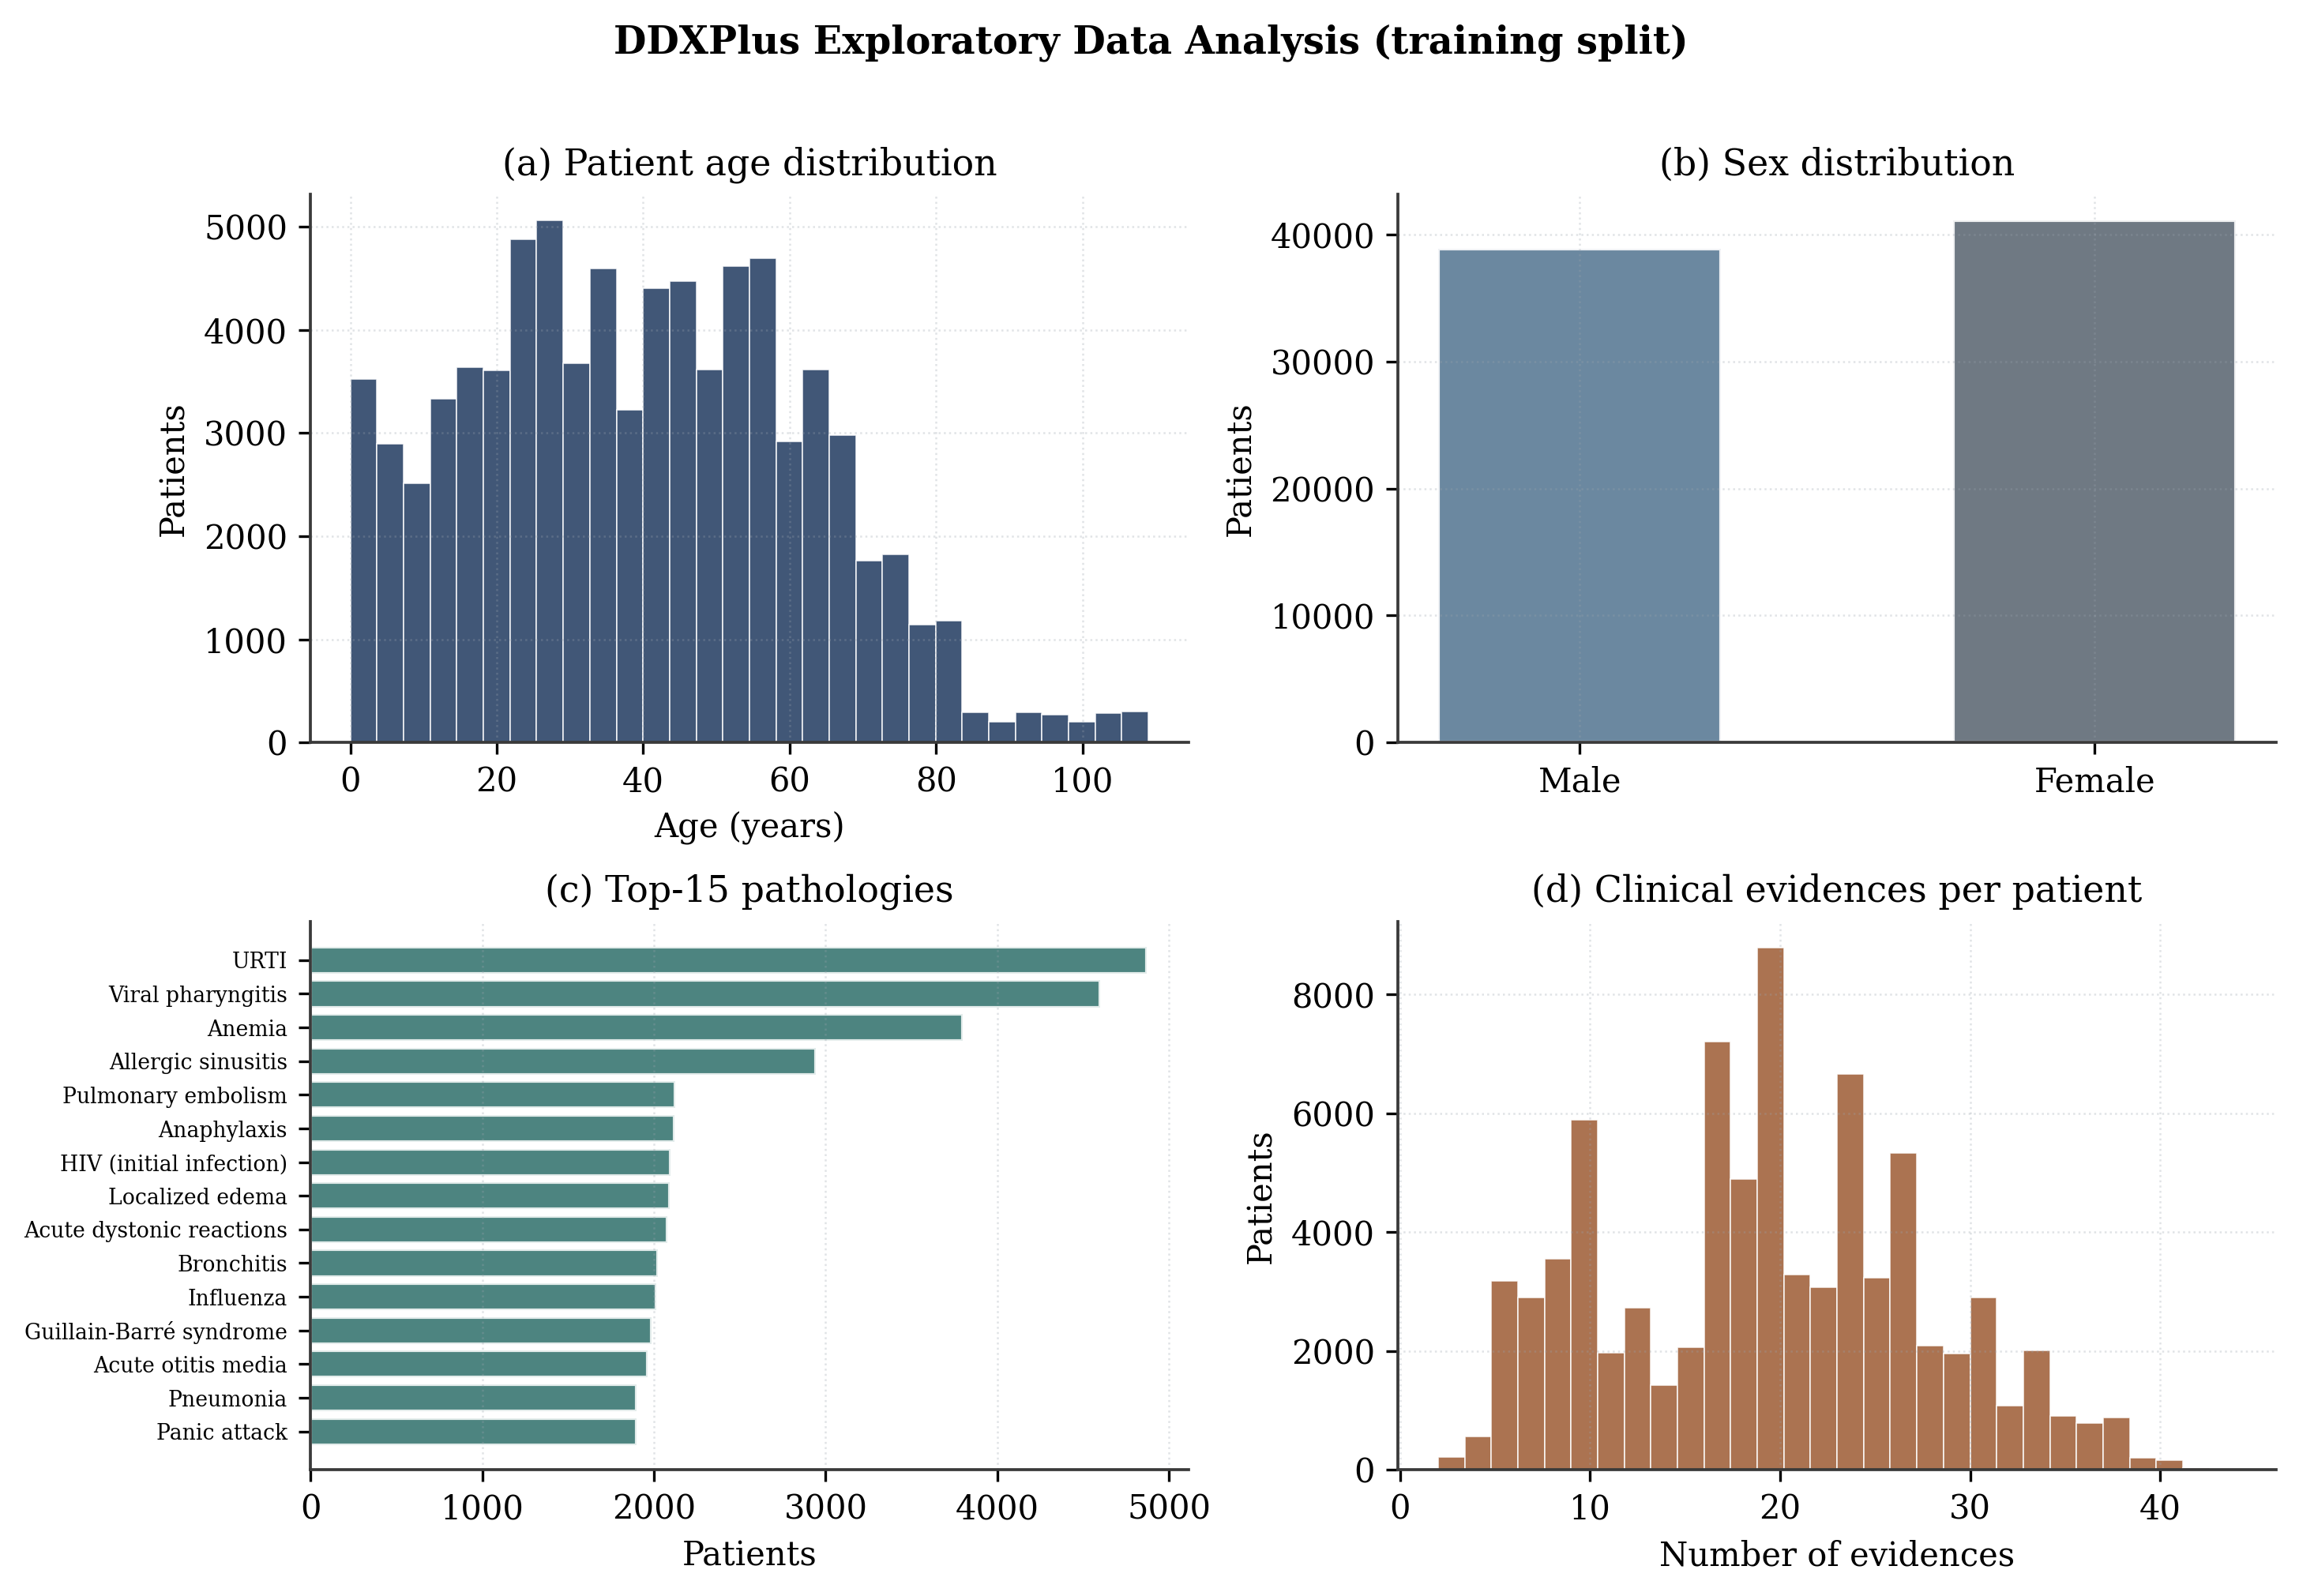 DDXPlus Exploratory Data Analysis (training split)
(a) Patient age distribution
5000
4000
3000
2000
1000
0
Patients
0 20 40 60 80 100
Age (years)
(b) Sex distribution
40000
30000
20000
10000
0
Patients
Male Female
(c) Top-15 pathologies
URTI
Viral pharyngitis
Anemia
Allergic sinusitis
Pulmonary embolism
Anaphylaxis
HIV (initial infection)
Localized edema
Acute dystonic reactions
Bronchitis
Influenza
Guillain-Barré syndrome
Acute otitis media
Pneumonia
Panic attack
0 1000 2000 3000 4000 5000
Patients
(d) Clinical evidences per patient
8000
6000
4000
2000
0
Patients
0 10 20 30 40
Number of evidences